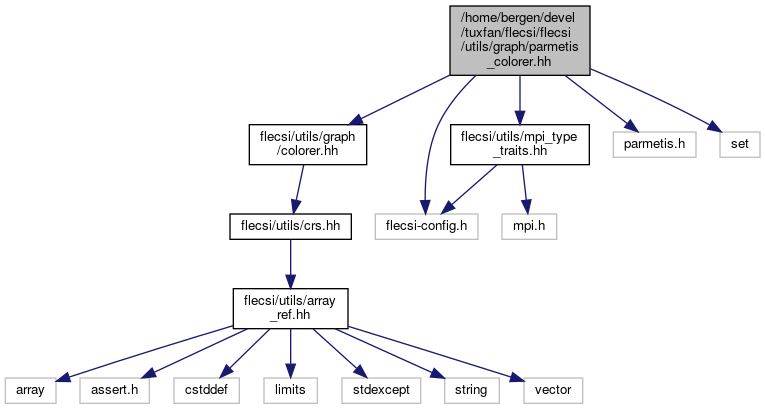 /home/bergen/devel
/tuxfan/flecsi/flecsi
/utils/graph/parmetis
_colorer.hh
flecsi/utils/graph
/colorer.hh
flecsi/utils/mpi_type
_traits.hh
parmetis.h
set
flecsi/utils/crs.hh
flecsi-config.h
mpi.h
flecsi/utils/array
_ref.hh
array
assert.h
cstddef
limits
stdexcept
string
vector